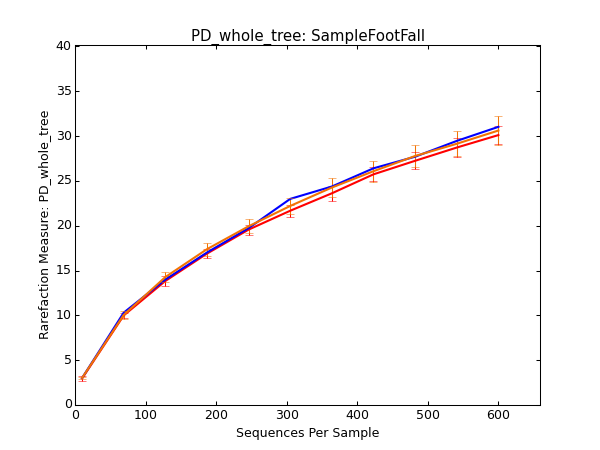 PD_whole_tree: SampleFootFall
40
35
30
25
20
15
10
5
0
Rarefaction Measure: PD_whole_tree
0 100 200 300 400 500 600
Sequences Per Sample